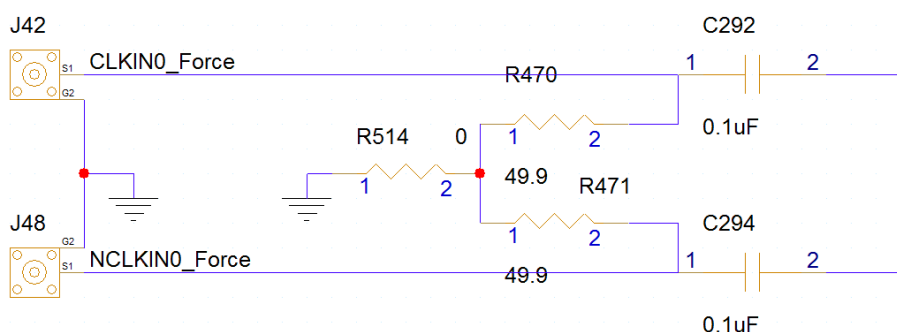 J42
C292
S1
CLKIN0_Force
1
2
R470
G2
0.1uF
R514
0
1
2
1
2
49.9
R471
J48
C294
G2
1
2
S1
NCLKIN0_Force
1
2
49.9
0.1uF